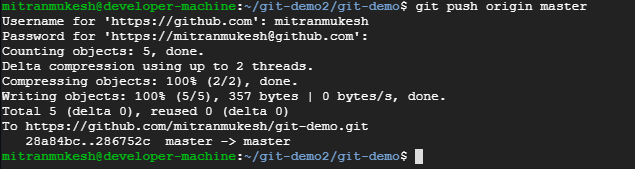 mitranmukesh@developer-machine:~/git-demo2/git-demo$ git push origin master
Username for 'https://github.com': mitranmukesh
Password for 'https://mitranmukesh@github.com':
Counting objects: 5, done.
Delta compression using up to 2 threads.
Compressing objects: 100% (2/2), done.
Writing objects: 100% (5/5), 357 bytes | 0 bytes/s, done.
Total 5 (delta 0), reused 0 (delta 0)
To https://github.com/mitranmukesh/git-demo.git
   28a84bc..286752c  master -> master
mitranmukesh@developer-machine:~/git-demo2/git-demo$